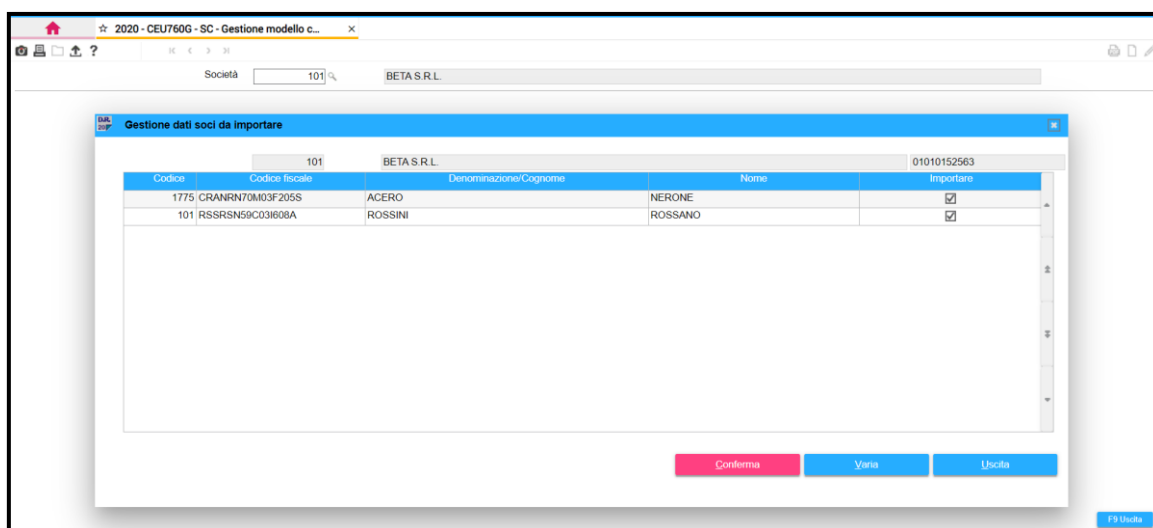 ☆ 2020 - CEU760G - SC - Gestione modello c... ×
?
Società 101 BETA S.R.L.
Gestione dati soci da importare
101 BETA S.R.L. 01010152563
Codice Codice fiscale Denominazione/Cognome Nome Importare
1775 CRANRN70M03F205S ACERO NERONE
101 RSSRSN59C03I608A ROSSINI ROSSANO
Conferma Varia Uscita
F9 Uscita